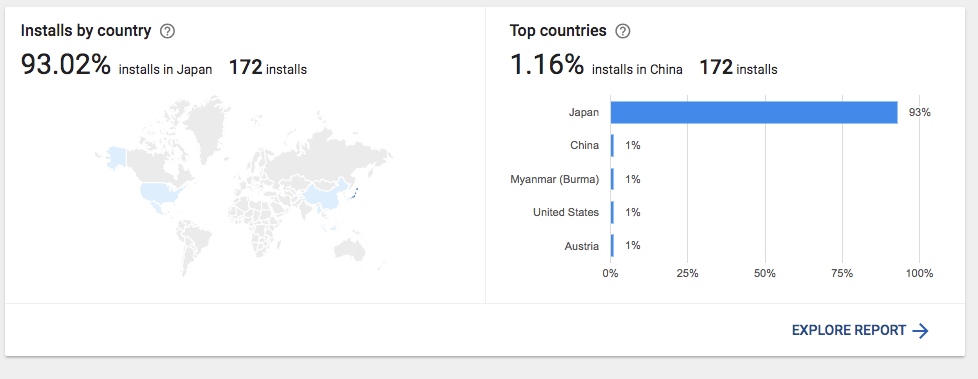 Installs by country
93.02% installs in Japan 172 installs
Top countries
1.16% installs in China 172 installs
Japan 93%
China 1%
Myanmar (Burma) 1%
United States 1%
Austria 1%
0% 25% 50% 75% 100%
EXPLORE REPORT